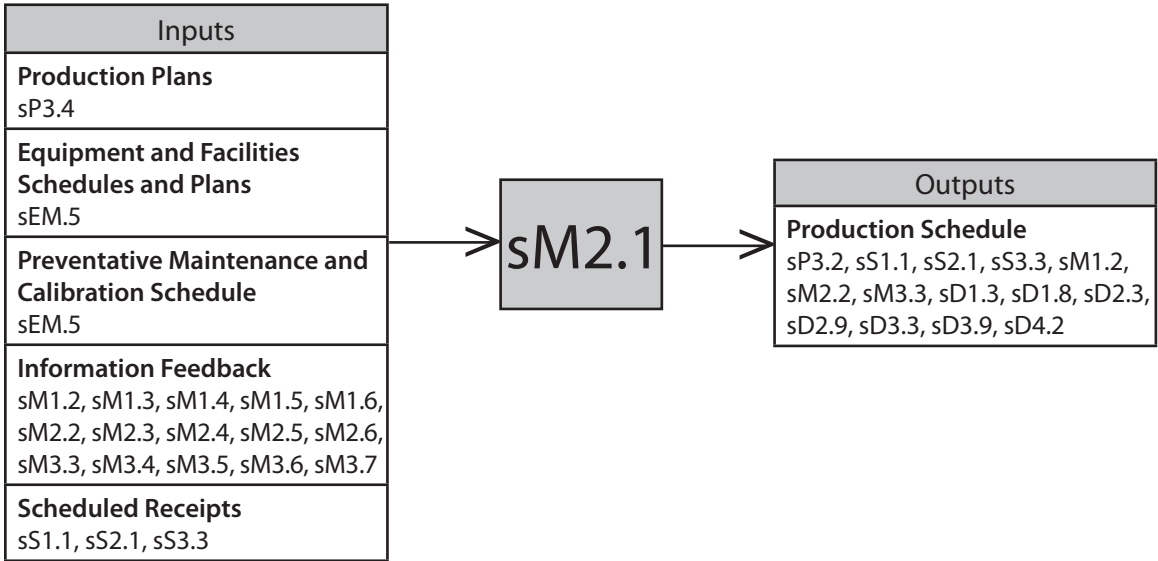 Inputs
Production Plans
sP3.4
Equipment and Facilities
Schedules and Plans
sEM.5
Preventative Maintenance and
Calibration Schedule
sEM.5
Information Feedback
sM1.2, sM1.3, sM1.4, sM1.5, sM1.6,
sM2.2, sM2.3, sM2.4, sM2.5, sM2.6,
sM3.3, sM3.4, sM3.5, sM3.6, sM3.7
Scheduled Receipts
sS1.1, sS2.1, sS3.3
sM2.1
Outputs
Production Schedule
sP3.2, sS1.1, sS2.1, sS3.3, sM1.2,
sM2.2, sM3.3, sD1.3, sD1.8, sD2.3,
sD2.9, sD3.3, sD3.9, sD4.2